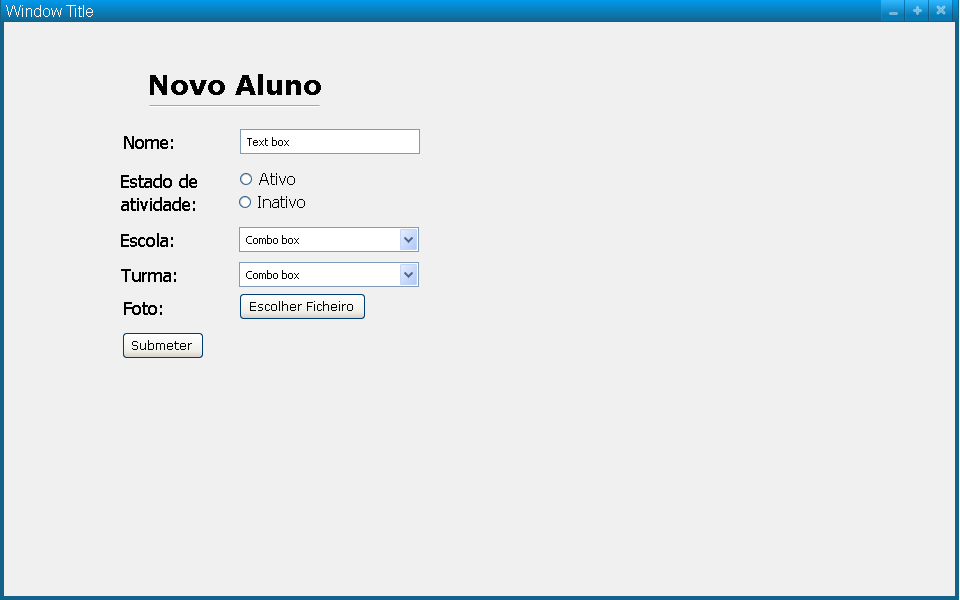 Window Title
Novo Aluno
Nome: Text box
Estado de
atividade:
Ativo
Inativo
Escola: Combo box
Turma: Combo box
Foto: Escolher Ficheiro
Submeter